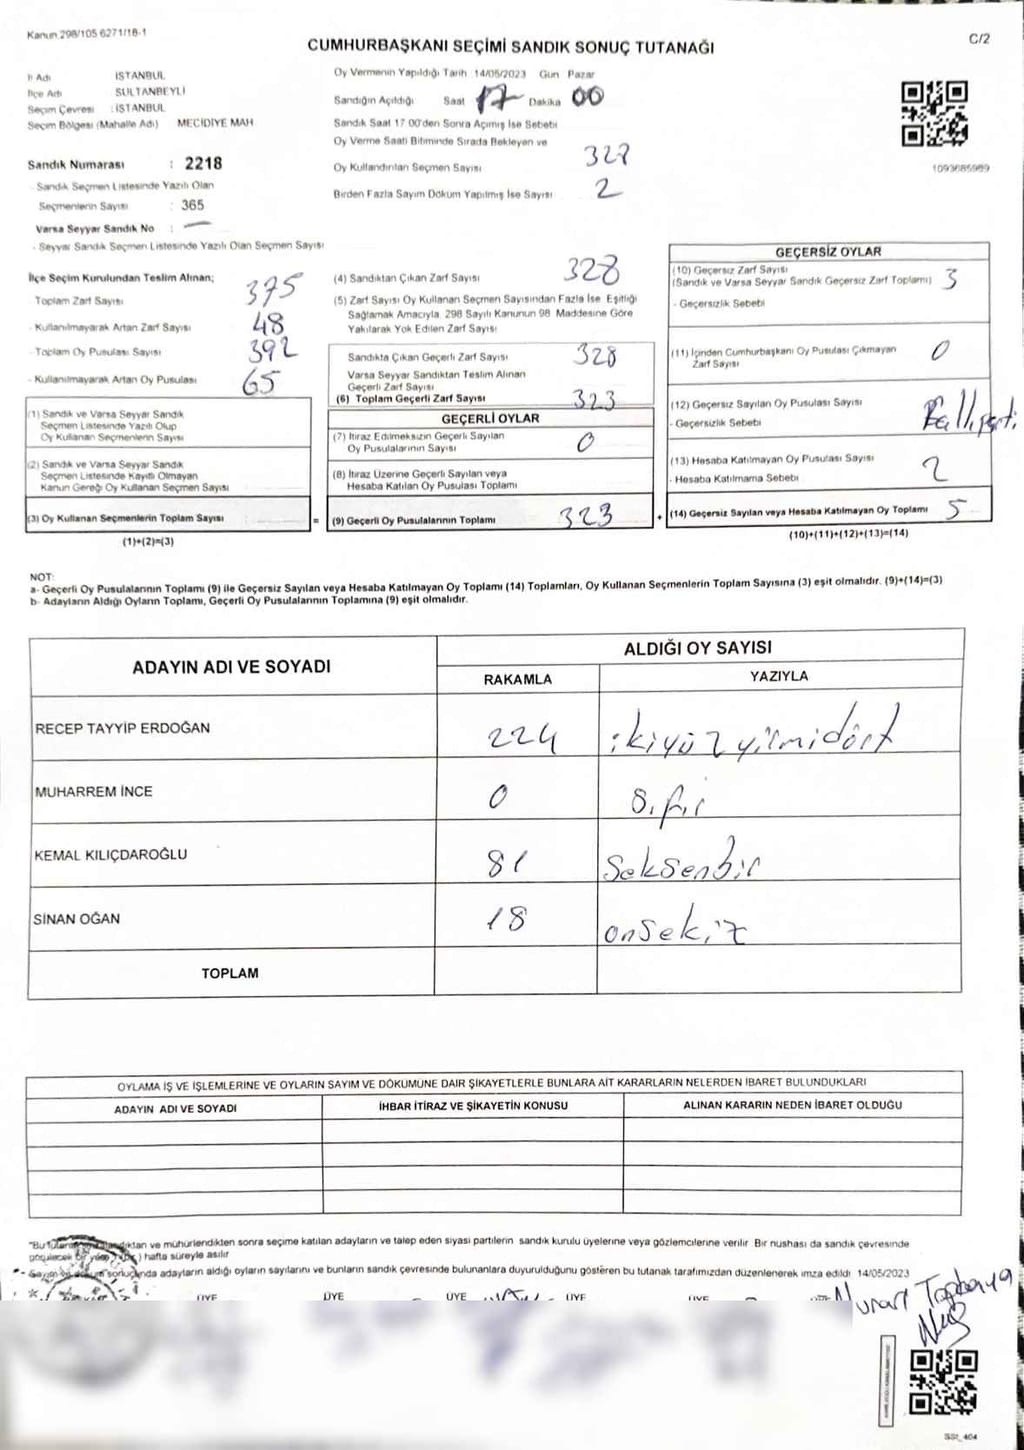 Kanun 298/105 6271/16-1
C/2
CUMHURBAŞKANI SEÇİMİ SANDIK SONUÇ TUTANAĞI
İl Adı : İSTANBUL
İlçe Adı : SULTANBEYLİ
Seçim Çevresi : İSTANBUL
Seçim Bölgesi (Mahalle Adı) MECİDİYE MAH
Sandık Numarası : 2218
- Sandık Seçmen Listesinde Yazılı Olan
Seçmenlerin Sayısı : 365
Varsa Seyyar Sandık No : —
- Seyyar Sandık Seçmen Listesinde Yazılı Olan Seçmen Sayısı
Oy Vermenin Yapıldığı Tarih 14/05/2023 Gün Pazar
Sandığın Açıldığı Saat 17 Dakika 00
Sandık Saat 17 00'den Sonra Açımış İse Sebebi
Oy Verme Saati Bitiminde Sırada Bekleyen ve
Oy Kullandırılan Seçmen Sayısı 327
Birden Fazla Sayım Döküm Yapılmış İse Sayısı 2
1093685989
İlçe Seçim Kurulundan Teslim Alınan;
Toplam Zarf Sayısı 375
- Kullanılmayarak Artan Zarf Sayısı 48
- Toplam Oy Pusulası Sayısı 392
- Kullanılmayarak Artan Oy Pusulası 65
(1) Sandık ve Varsa Seyyar Sandık
Seçmen Listesinde Yazılı Olup
Oy Kullanan Seçmenlerin Sayısı
(2) Sandık ve Varsa Seyyar Sandık
Seçmen Listesinde Kayıtlı Olmayan
Kanun Gereği Oy Kullanan Seçmen Sayısı
(3) Oy Kullanan Seçmenlerin Toplam Sayısı
(1)+(2)=(3)
=
(4) Sandıktan Çıkan Zarf Sayısı 328
(5) Zarf Sayısı Oy Kullanan Seçmen Sayısından Fazla İse Eşitliği
Sağlamak Amacıyla 298 Sayılı Kanunun 98 Maddesine Göre
Yakılarak Yok Edilen Zarf Sayısı
Sandıkta Çıkan Geçerli Zarf Sayısı 328
Varsa Seyyar Sandıktan Teslim Alınan
Geçerli Zarf Sayısı
(6) Toplam Geçerli Zarf Sayısı 323
GEÇERLİ OYLAR
(7) İtiraz Edilmeksizin Geçerli Sayılan
Oy Pusulalarının Sayısı 0
(8) İtiraz Üzerine Geçerli Sayılan veya
Hesaba Katılan Oy Pusulası Toplamı
(9) Geçerli Oy Pusulalarının Toplamı 323
+
GEÇERSİZ OYLAR
(10) Geçersiz Zarf Sayısı
(Sandık ve Varsa Seyyar Sandık Geçersiz Zarf Toplamı) 3
- Geçersizlik Sebebi
(11) İçinden Cumhurbaşkanı Oy Pusulası Çıkmayan
Zarf Sayısı 0
(12) Geçersiz Sayılan Oy Pusulası Sayısı
- Geçersizlik Sebebi
(13) Hesaba Katılmayan Oy Pusulası Sayısı
- Hesaba Katılmama Sebebi 2
(14) Geçersiz Sayılan veya Hesaba Katılmayan Oy Toplamı 5
(10)+(11)+(12)+(13)=(14)
NOT:
a- Geçerli Oy Pusulalarının Toplamı (9) ile Geçersiz Sayılan veya Hesaba Katılmayan Oy Toplamı (14) Toplamları, Oy Kullanan Seçmenlerin Toplam Sayısına (3) eşit olmalıdır. (9)+(14)=(3)
b- Adayların Aldığı Oyların Toplamı, Geçerli Oy Pusulalarının Toplamına (9) eşit olmalıdır.
ADAYIN ADI VE SOYADI
ALDIĞI OY SAYISI
RAKAMLA YAZIYLA
RECEP TAYYİP ERDOĞAN 224 ikiyüzyirmidört
MUHARREM İNCE 0 Sıfır
KEMAL KILIÇDAROĞLU 81 Seksenbir
SİNAN OĞAN 18 onsekiz
TOPLAM
OYLAMA İŞ VE İŞLEMLERİNE VE OYLARIN SAYIM VE DÖKÜMÜNE DAİR ŞİKAYETLERLE BUNLARA AİT KARARLARIN NELERDEN İBARET BULUNDUKLARI
ADAYIN ADI VE SOYADI İHBAR İTİRAZ VE ŞİKAYETİN KONUSU ALINAN KARARIN NEDEN İBARET OLDUĞU
ve mühürlendikten sonra seçime katılan adayların ve talep eden siyasi partilerin sandık kurulu üyelerine veya gözlemcilerine verilir. Bir nushası da sandık çevresinde
hafta süreyle asılır
sonuçunda adayların aldığı oyların sayılarını ve bunların sandık çevresinde bulunanlara duyurulduğunu gösteren bu tutanak tarafımızdan düzenlenerek imza edildi 14/05/2023
ÜYE ÜYE ÜYE ÜYE ÜYE
SSt_404